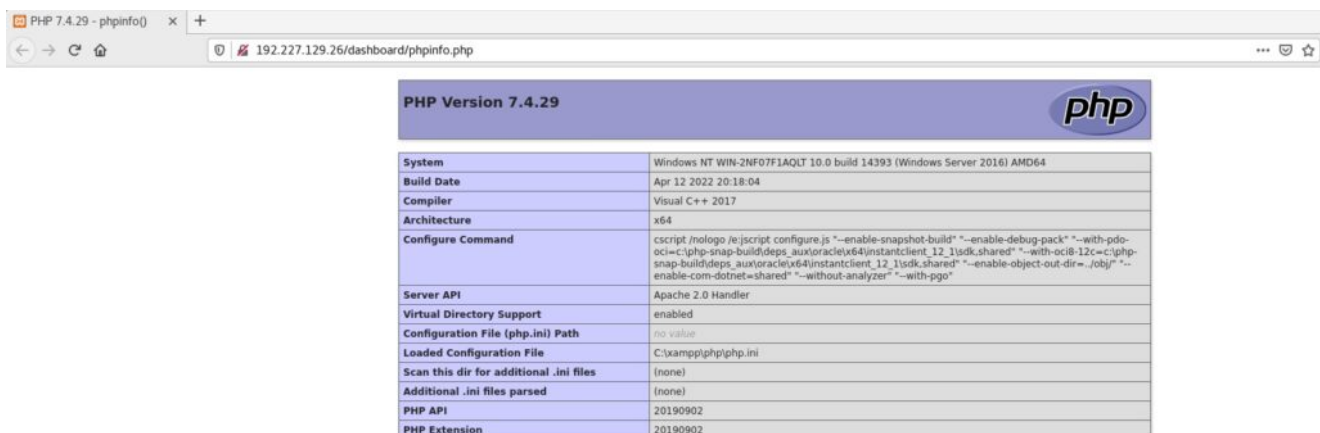 PHP 7.4.29 - phpinfo()
192.227.129.26/dashboard/phpinfo.php
PHP Version 7.4.29
php
System Windows NT WIN-2NF07F1AQLT 10.0 build 14393 (Windows Server 2016) AMD64
Build Date Apr 12 2022 20:18:04
Compiler Visual C++ 2017
Architecture x64
Configure Command cscript /nologo /e:jscript configure.js "--enable-snapshot-build" "--enable-debug-pack" "--with-pdo-
oci=c:\php-snap-build\deps_aux\oracle\x64\instantclient_12_1\sdk,shared" "--with-oci8-12c=c:\php-
snap-build\deps_aux\oracle\x64\instantclient_12_1\sdk,shared" "--enable-object-out-dir=../obj/" "--
enable-com-dotnet=shared" "--without-analyzer" "--with-pgo"
Server API Apache 2.0 Handler
Virtual Directory Support enabled
Configuration File (php.ini) Path no value
Loaded Configuration File C:\xampp\php\php.ini
Scan this dir for additional .ini files (none)
Additional .ini files parsed (none)
PHP API 20190902
PHP Extension 20190902